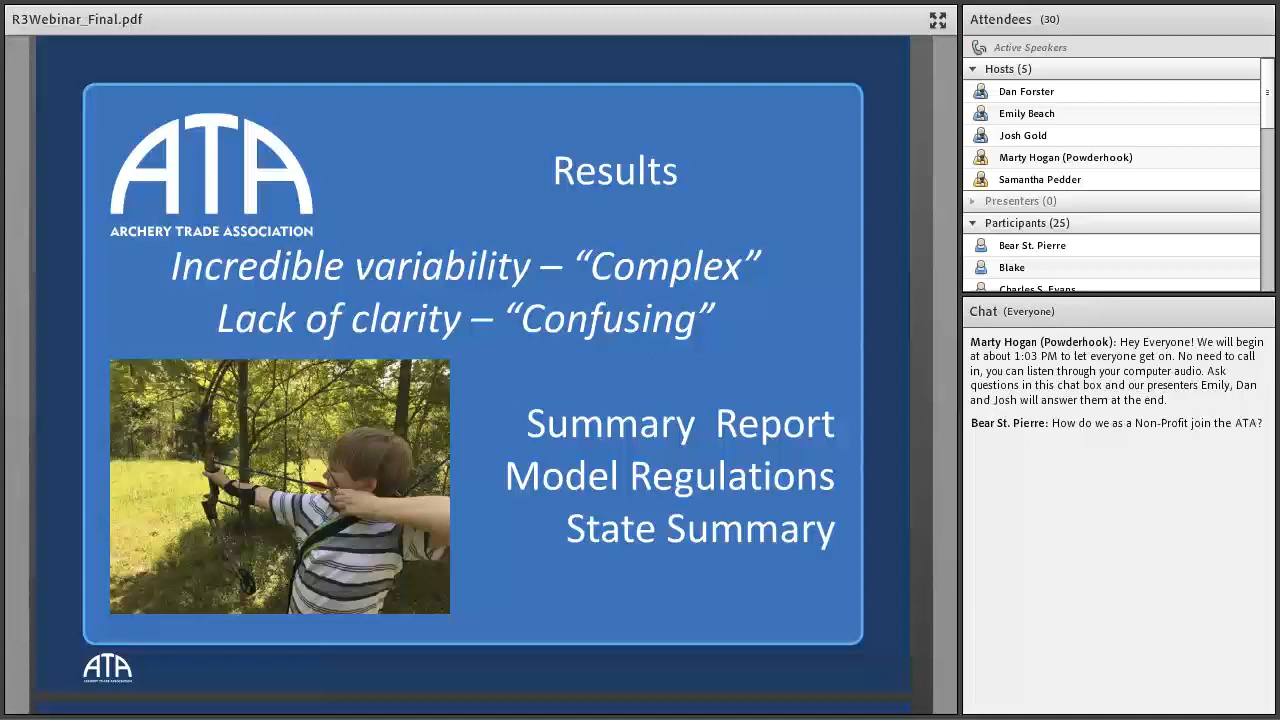 R3Webinar_Final.pdf
ATA
ARCHERY TRADE ASSOCIATION
Results
Incredible variability – “Complex”
Lack of clarity – “Confusing”
Summary Report
Model Regulations
State Summary
ATA
ARCHERY TRADE ASSOCIATION
Attendees (30)
Active Speakers
Hosts (5)
Dan Forster
Emily Beach
Josh Gold
Marty Hogan (Powderhook)
Samantha Pedder
Presenters (0)
Participants (25)
Bear St. Pierre
Blake
Charles S. Evans
Chat (Everyone)
Marty Hogan (Powderhook): Hey Everyone! We will begin
at about 1:03 PM to let everyone get on. No need to call
in, you can listen through your computer audio. Ask
questions in this chat box and our presenters Emily, Dan
and Josh will answer them at the end.
Bear St. Pierre: How do we as a Non-Profit join the ATA?